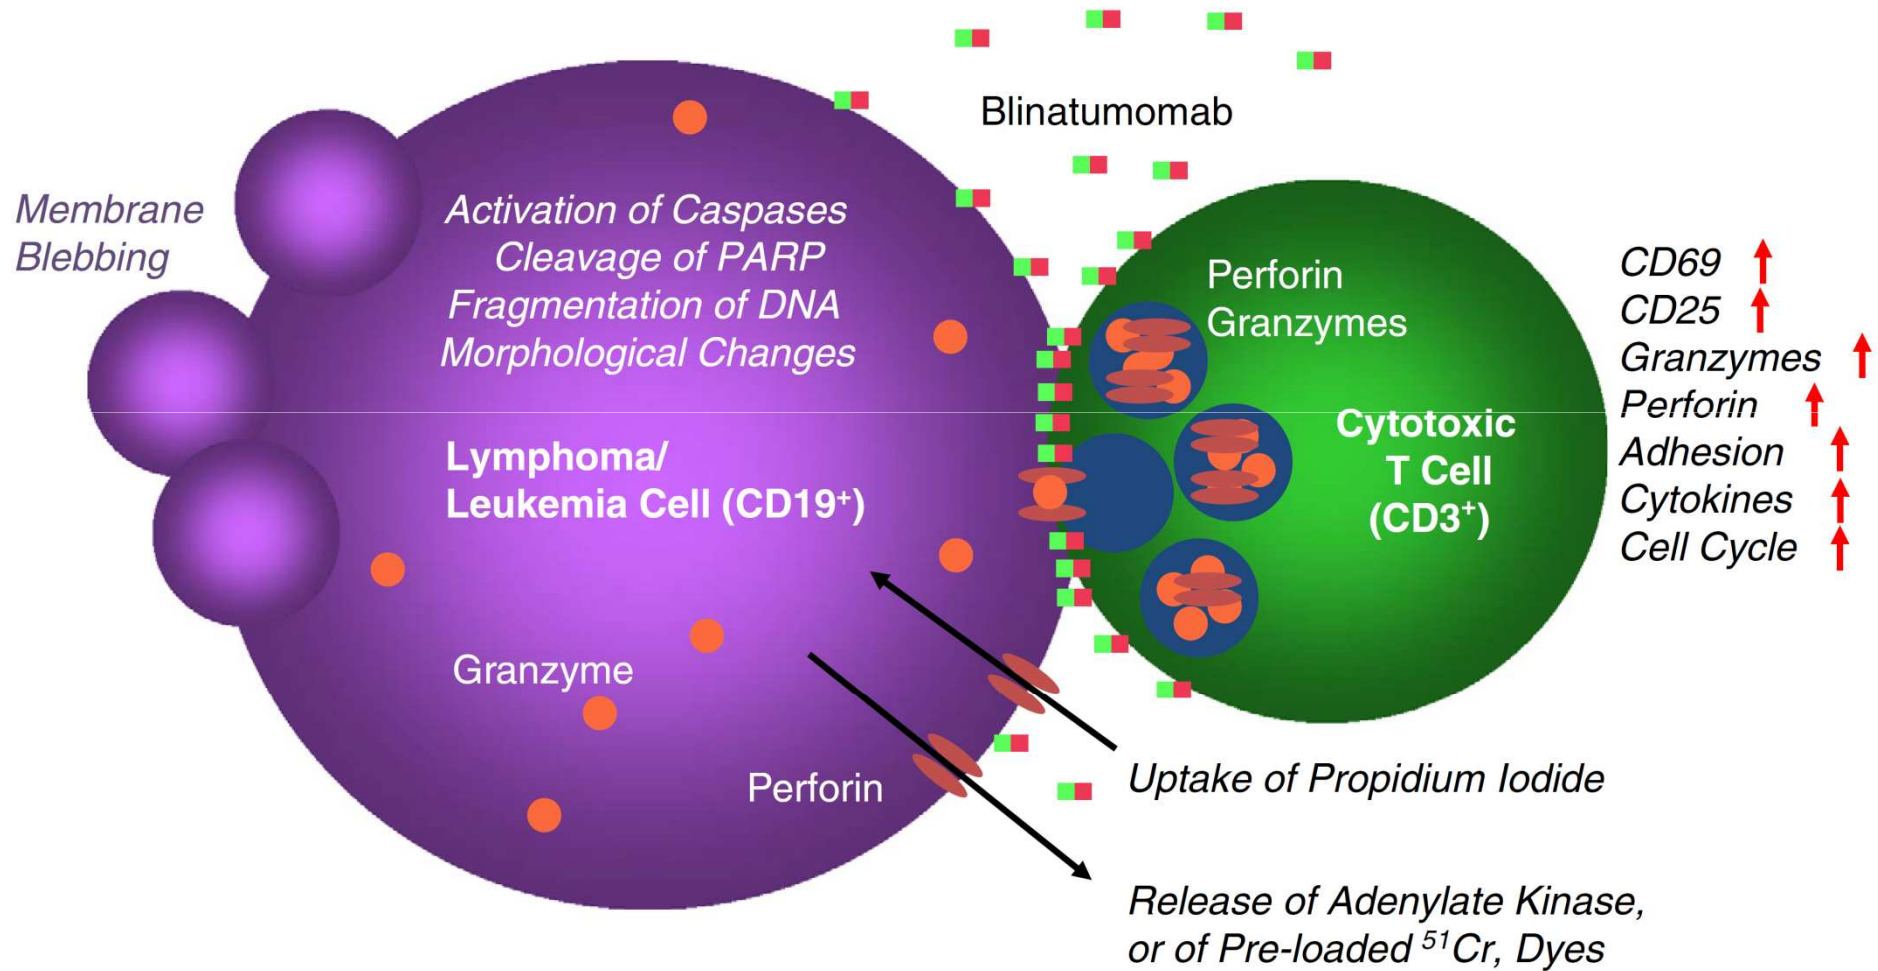 Blinatumomab
Membrane
Blebbing
Activation of Caspases
Cleavage of PARP
Fragmentation of DNA
Morphological Changes
Lymphoma/
Leukemia Cell (CD19⁺)
Granzyme
Perforin
Perforin
Granzymes
Cytotoxic
T Cell
(CD3⁺)
CD69
CD25
Granzymes
Perforin
Adhesion
Cytokines
Cell Cycle
Uptake of Propidium Iodide
Release of Adenylate Kinase,
or of Pre-loaded ⁵¹Cr, Dyes